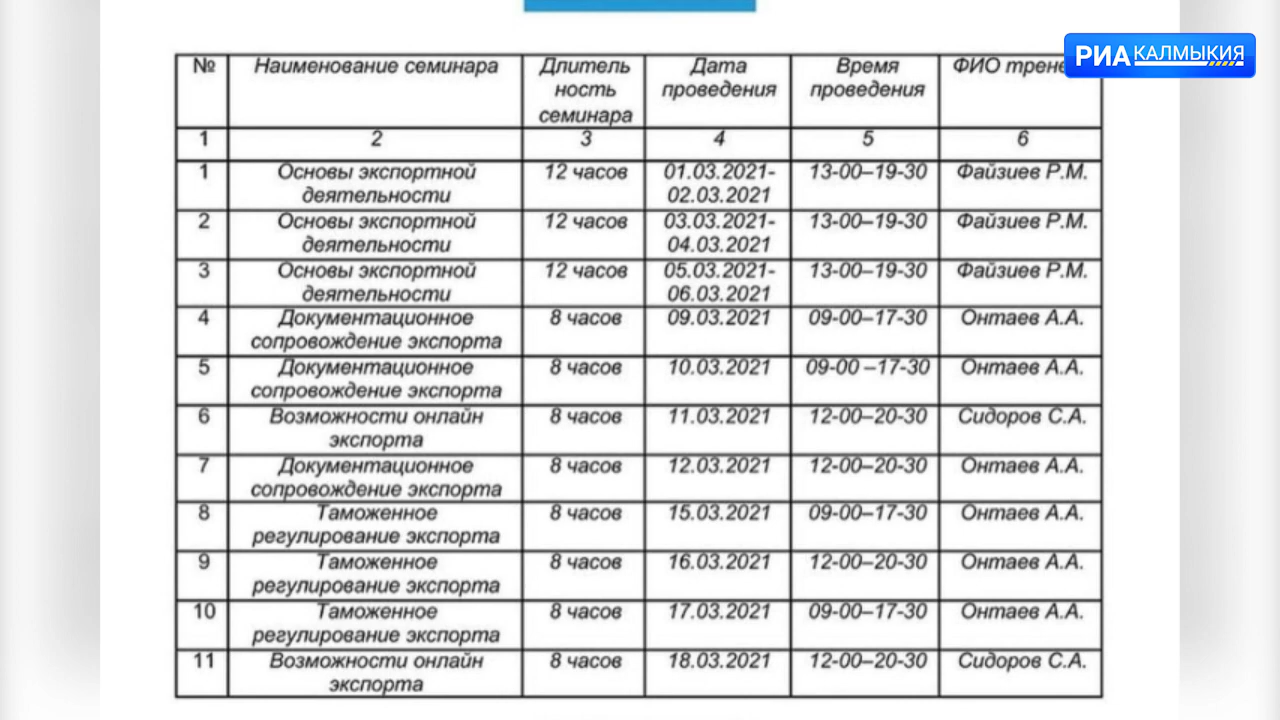 РИА КАЛМЫКИЯ
№ Наименование семинара Длитель Дата Время ФИО
ность проведения проведения
семинара
1 2 3 4 5 6
1 Основы экспортной 12 часов 01.03.2021- 13-00–19-30 Файзиев Р.М.
деятельности 02.03.2021
2 Основы экспортной 12 часов 03.03.2021- 13-00–19-30 Файзиев Р.М.
деятельности 04.03.2021
3 Основы экспортной 12 часов 05.03.2021- 13-00–19-30 Файзиев Р.М.
деятельности 06.03.2021
4 Документационное 8 часов 09.03.2021 09-00–17-30 Онтаев А.А.
сопровождение экспорта
5 Документационное 8 часов 10.03.2021 09-00 –17-30 Онтаев А.А.
сопровождение экспорта
6 Возможности онлайн 8 часов 11.03.2021 12-00–20-30 Сидоров С.А.
экспорта
7 Документационное 8 часов 12.03.2021 12-00–20-30 Онтаев А.А.
сопровождение экспорта
8 Таможенное 8 часов 15.03.2021 09-00–17-30 Онтаев А.А.
регулирование экспорта
9 Таможенное 8 часов 16.03.2021 12-00–20-30 Онтаев А.А.
регулирование экспорта
10 Таможенное 8 часов 17.03.2021 09-00–17-30 Онтаев А.А.
регулирование экспорта
11 Возможности онлайн 8 часов 18.03.2021 12-00–20-30 Сидоров С.А.
экспорта